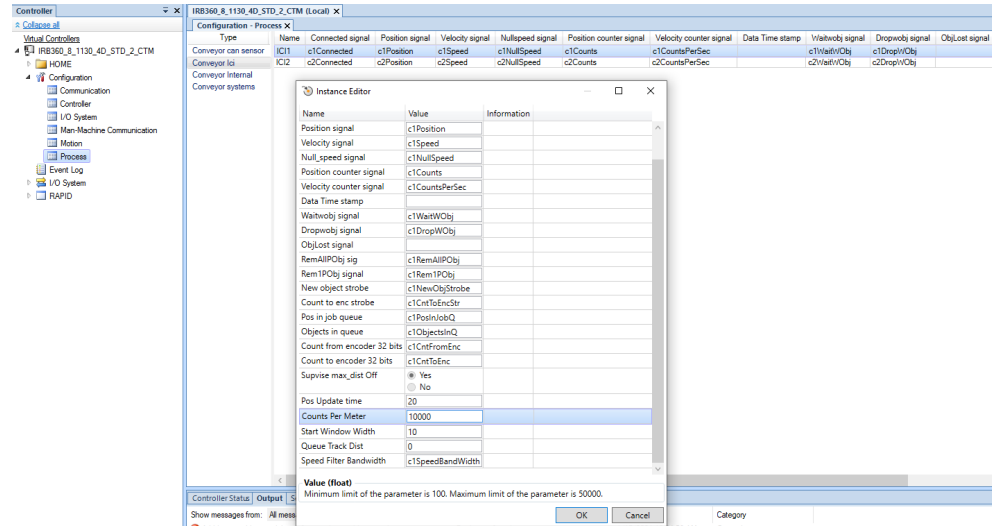 Controller
Collapse all
Virtual Controllers
IRB360_8_1130_4D_STD_2_CTM
HOME
Configuration
Communication
Controller
I/O System
Man-Machine Communication
Motion
Process
Event Log
I/O System
RAPID
IRB360_8_1130_4D_STD_2_CTM (Local) X
Configuration - Process X
Type
Conveyor can sensor
Conveyor Ici
Conveyor Internal
Conveyor systems
Name Connected signal Position signal Velocity signal Nullspeed signal Position counter signal Velocity counter signal Data Time stamp Waitwobj signal Dropwobj signal ObjLost signal
ICI1 c1Connected c1Position c1Speed c1NullSpeed c1Counts c1CountsPerSec c1WaitWObj c1DropWObj
ICI2 c2Connected c2Position c2Speed c2NullSpeed c2Counts c2CountsPerSec c2WaitWObj c2DropWObj
Instance Editor
Name Value Information
Position signal c1Position
Velocity signal c1Speed
Null_speed signal c1NullSpeed
Position counter signal c1Counts
Velocity counter signal c1CountsPerSec
Data Time stamp
Waitwobj signal c1WaitWObj
Dropwobj signal c1DropWObj
ObjLost signal
RemAllPObj sig c1RemAllPObj
Rem1PObj signal c1Rem1PObj
New object strobe c1NewObjStrobe
Count to enc strobe c1CntToEncStr
Pos in job queue c1PosInJobQ
Objects in queue c1ObjectsInQ
Count from encoder 32 bits c1CntFromEnc
Count to encoder 32 bits c1CntToEnc
Supvise max_dist Off Yes
No
Pos Update time 20
Counts Per Meter 10000
Start Window Width 10
Queue Track Dist 0
Speed Filter Bandwidth c1SpeedBandWidth
Value (float)
Minimum limit of the parameter is 100. Maximum limit of the parameter is 50000.
OK Cancel
Controller Status Output
Show messages from: All
Category